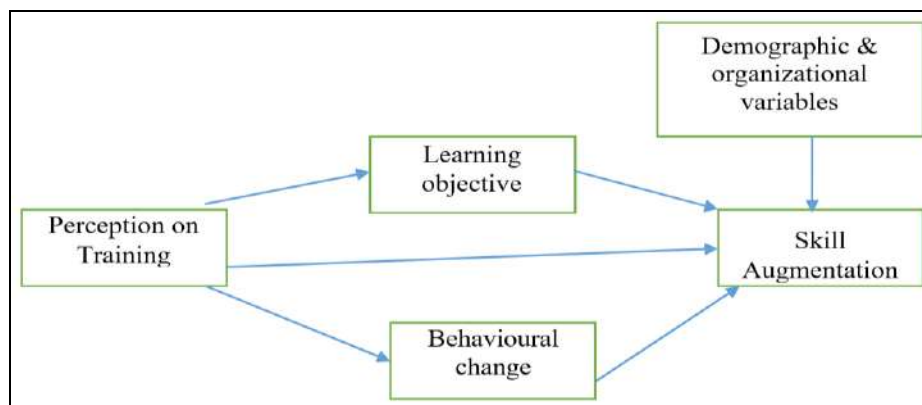 Demographic &
organizational
variables
Learning
objective
Perception on
Training
Skill
Augmentation
Behavioural
change